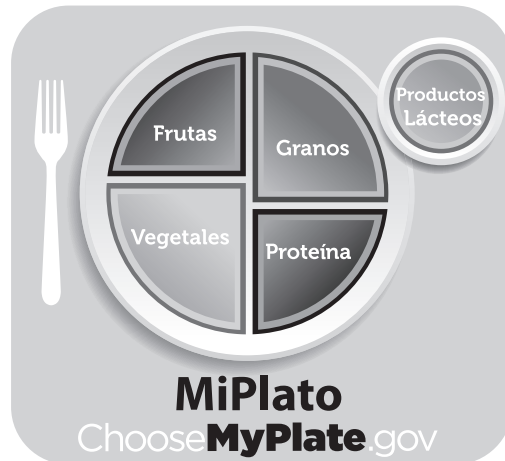 Productos
Lácteos
Frutas
Granos
Vegetales
Proteína
MiPlato
ChooseMyPlate.gov